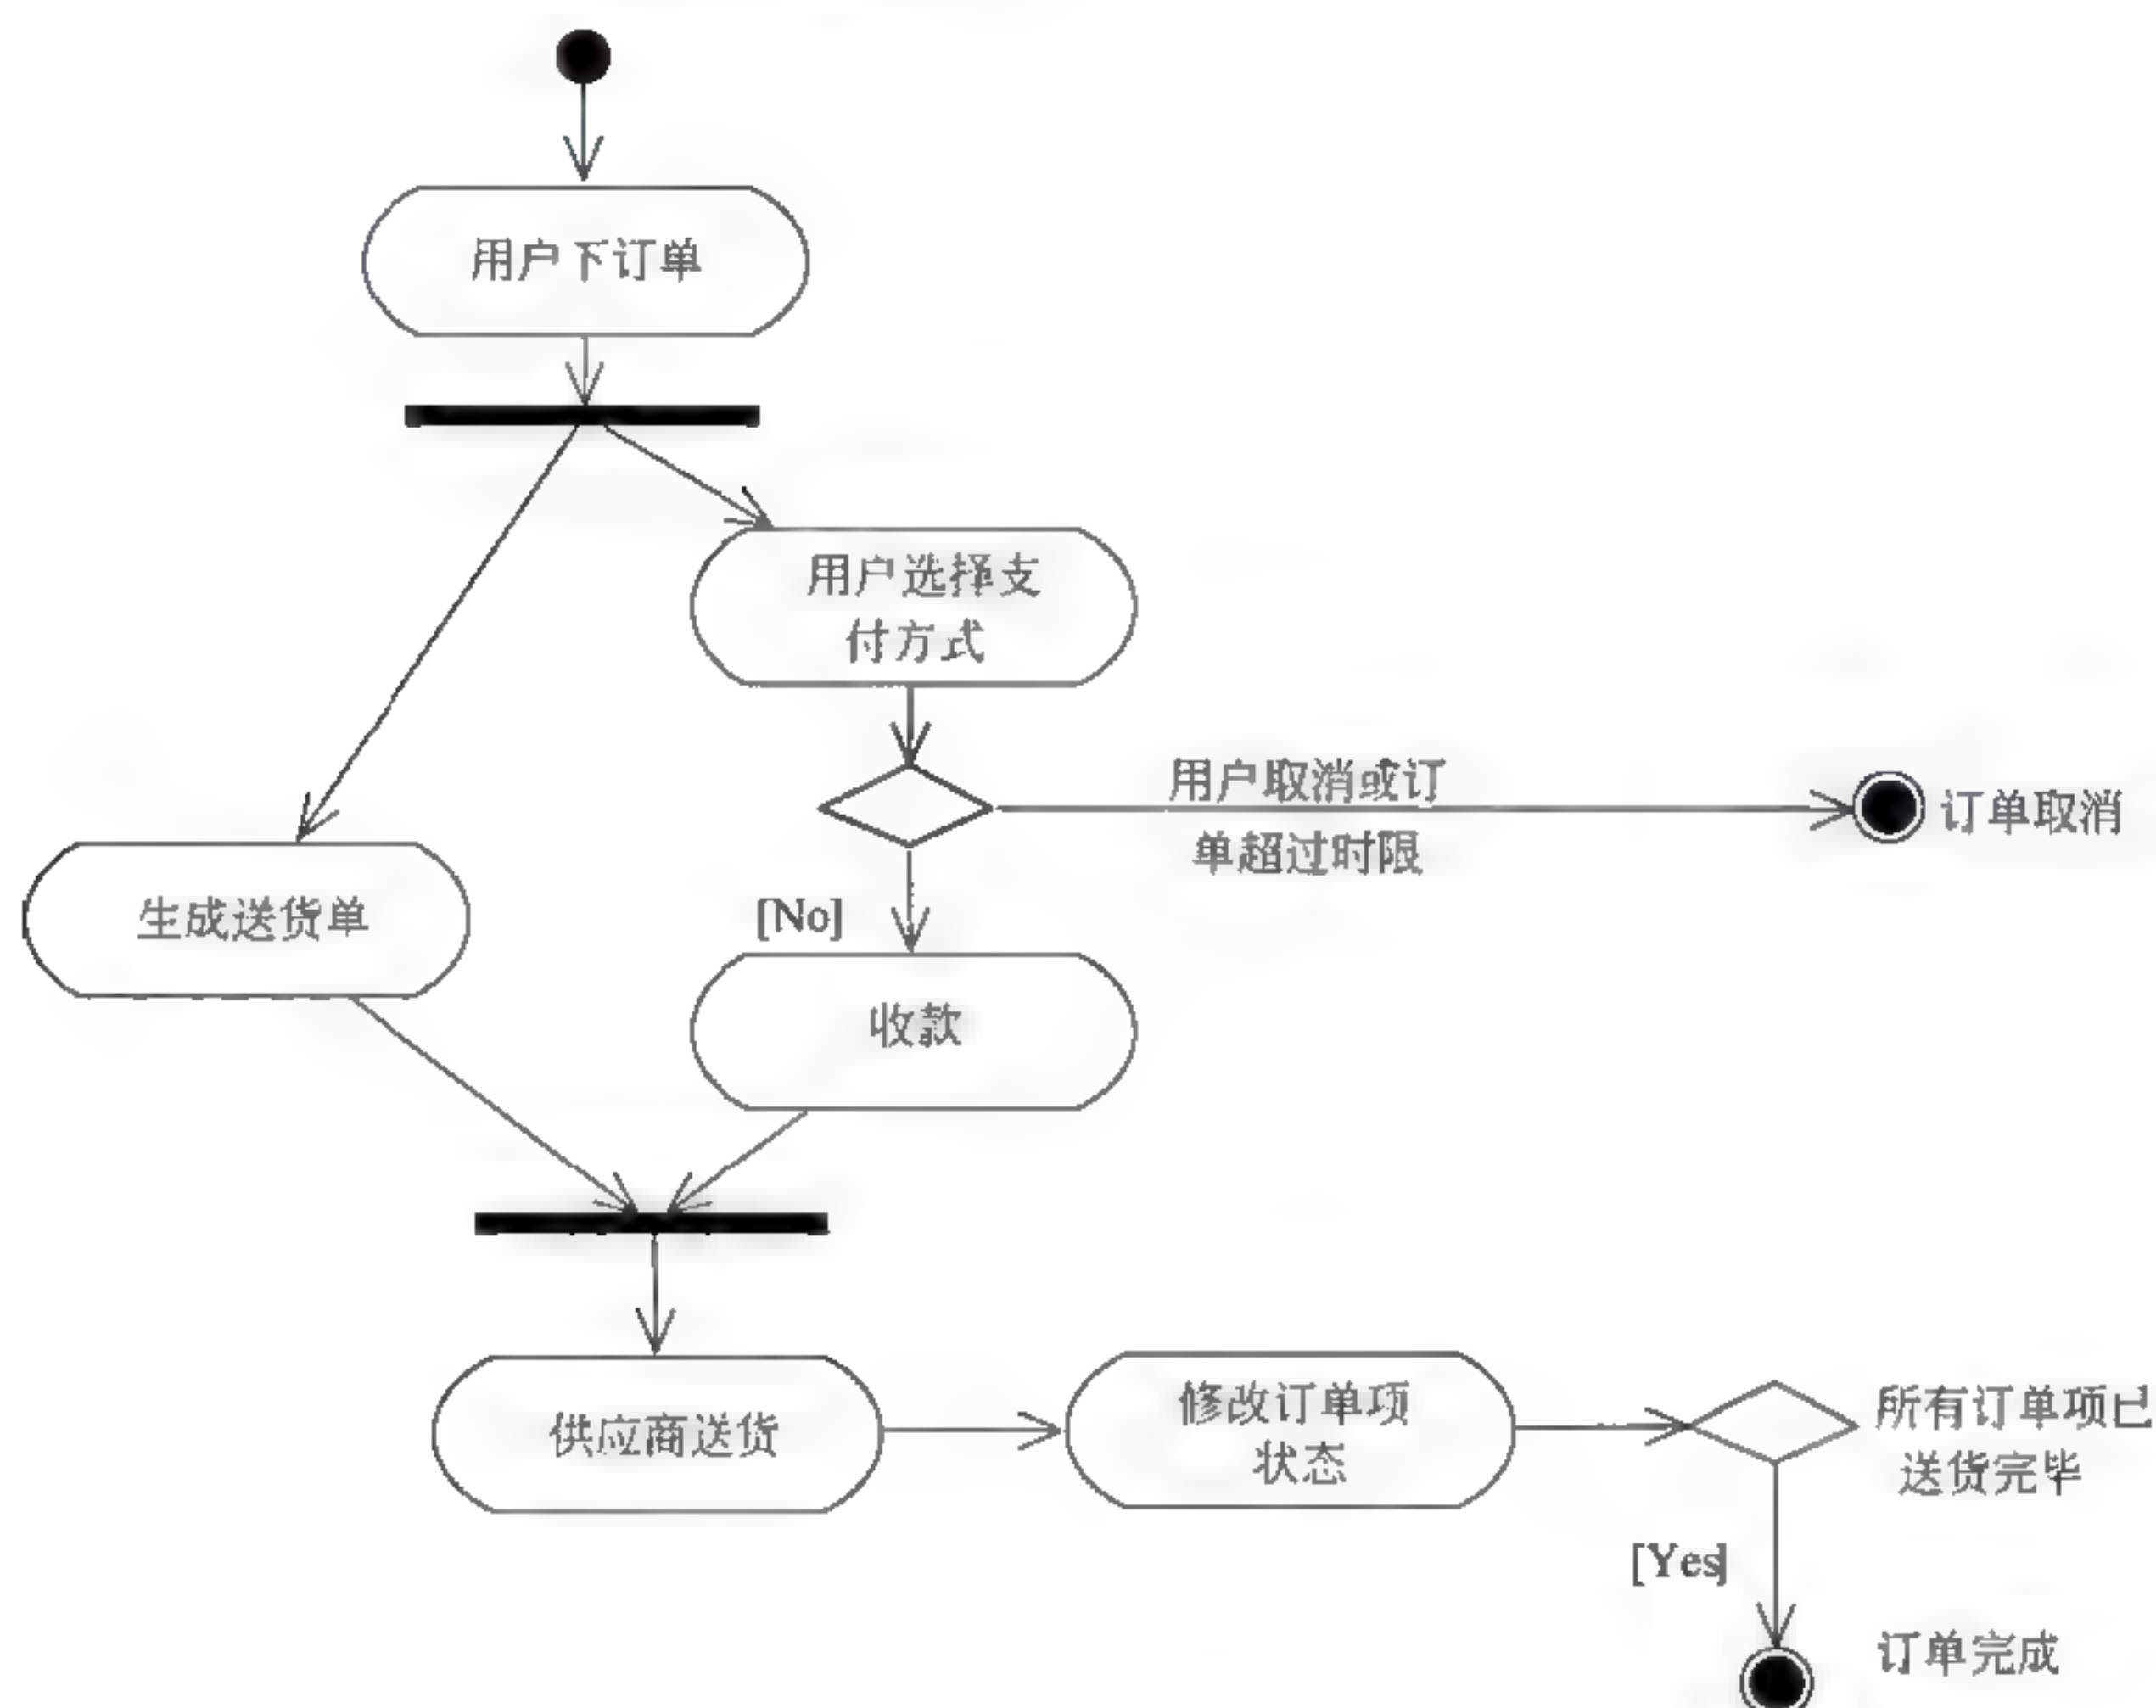 用户下订单
用户选择支
付方式
用户取消或订
单超过时限
订单取消
生成送货单
[No]
收款
供应商送货
修改订单项
状态
所有订单项已
送货完毕
[Yes]
订单完成